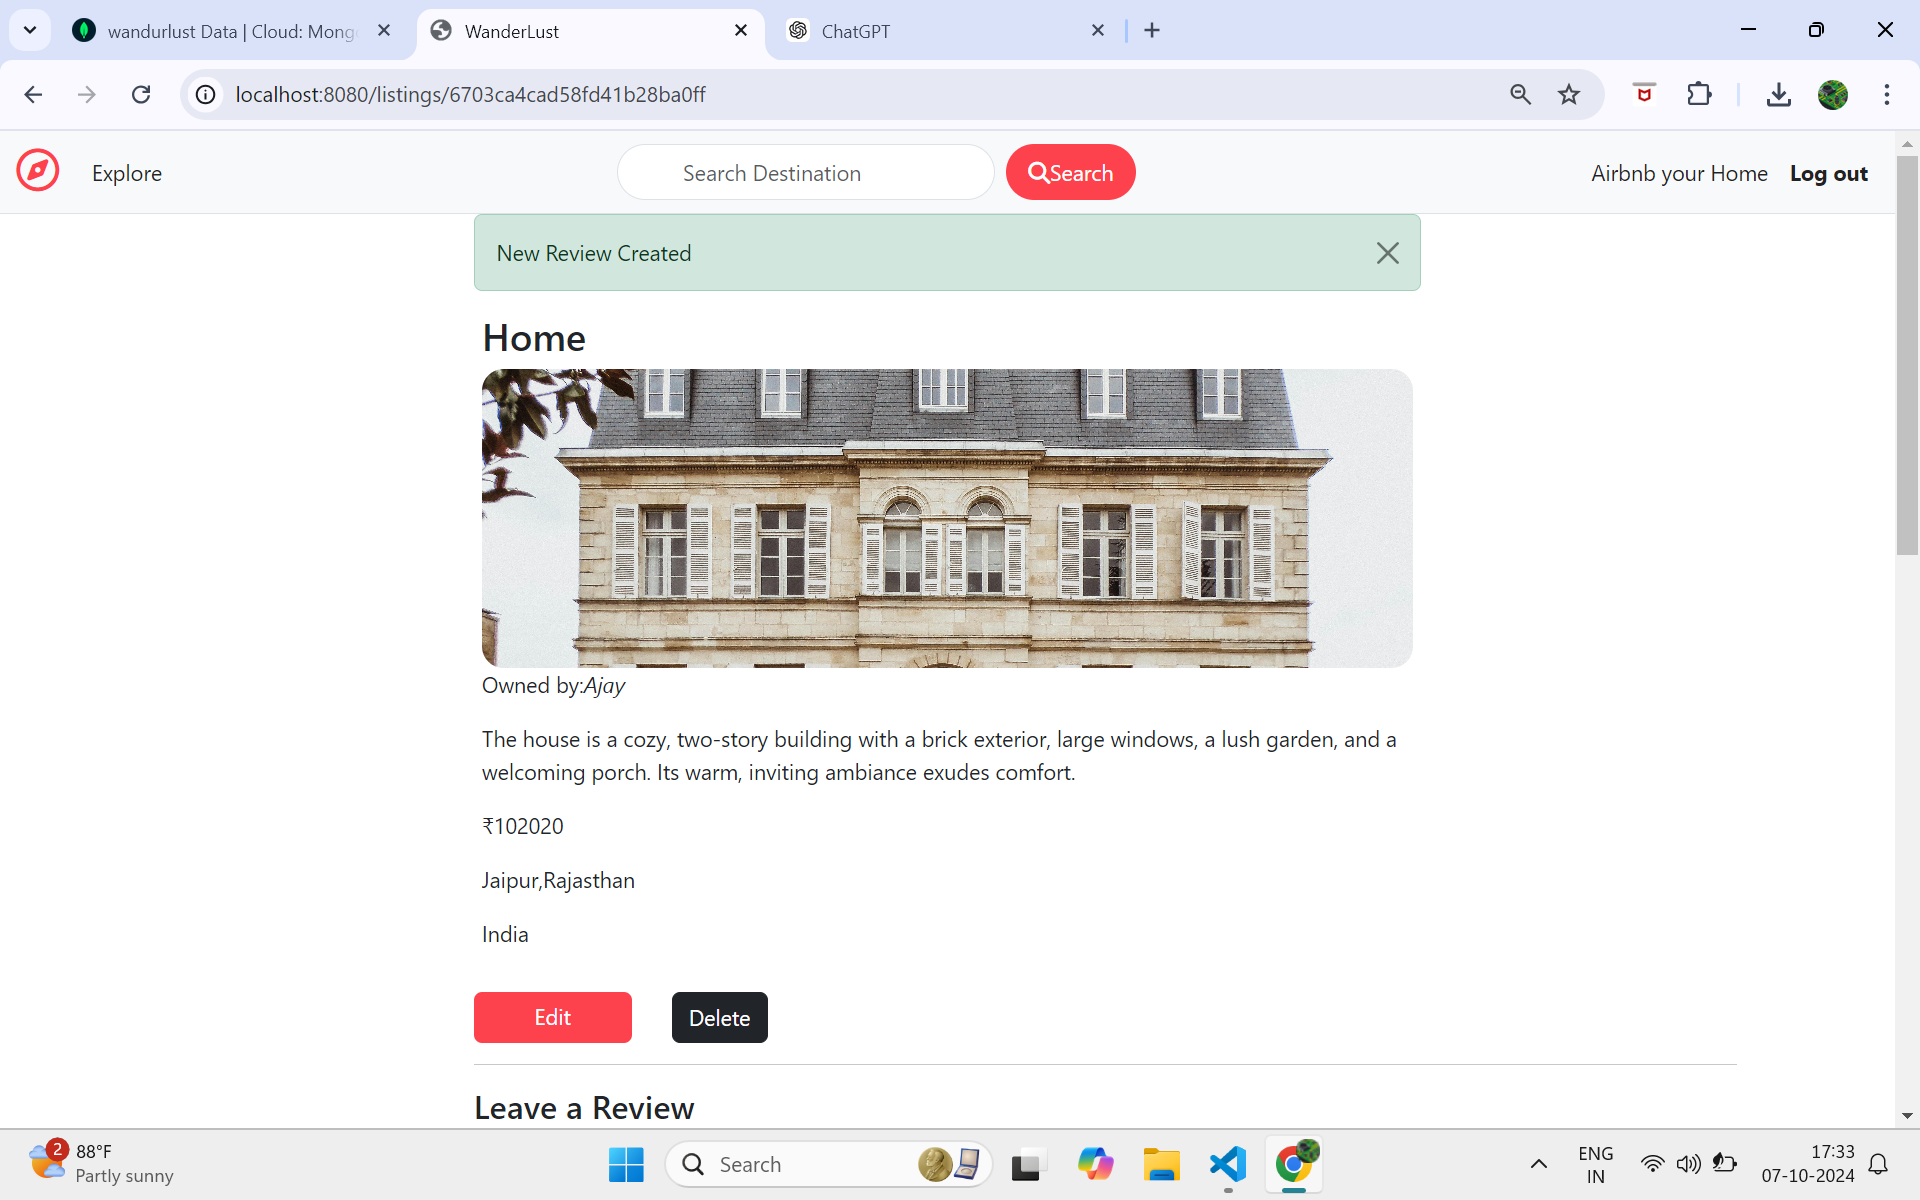 wandurlust Data | Cloud: Mong
WanderLust
ChatGPT
localhost:8080/listings/6703ca4cad58fd41b28ba0ff
Explore
Search Destination
Search
Airbnb your Home
Log out
New Review Created
Home
Owned by:Ajay
The house is a cozy, two-story building with a brick exterior, large windows, a lush garden, and a
welcoming porch. Its warm, inviting ambiance exudes comfort.
₹102020
Jaipur,Rajasthan
India
Edit
Delete
Leave a Review
2
88°F
Partly sunny
Search
ENG
IN
17:33
07-10-2024